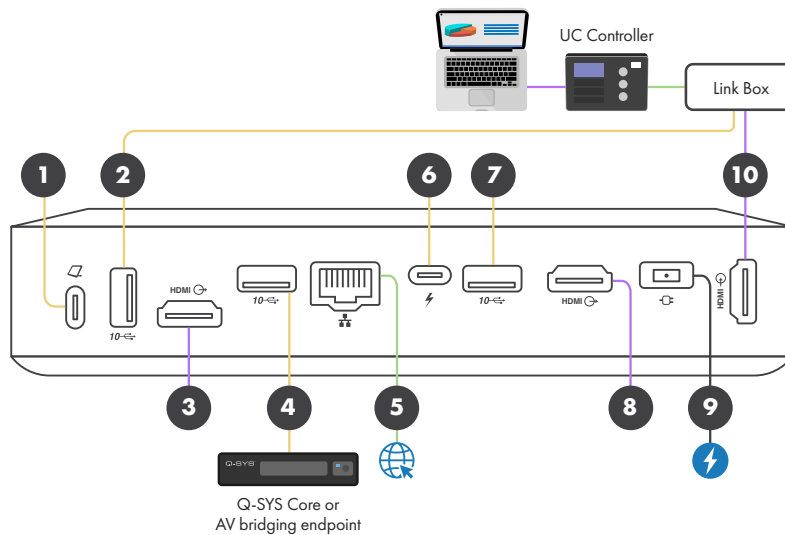 UC Controller
Link Box
1
2
6
7
10
HDMI
10
10
10
HDMI
HDMI
3
4
5
8
9
Q-SYS
Q-SYS Core or
AV bridging endpoint